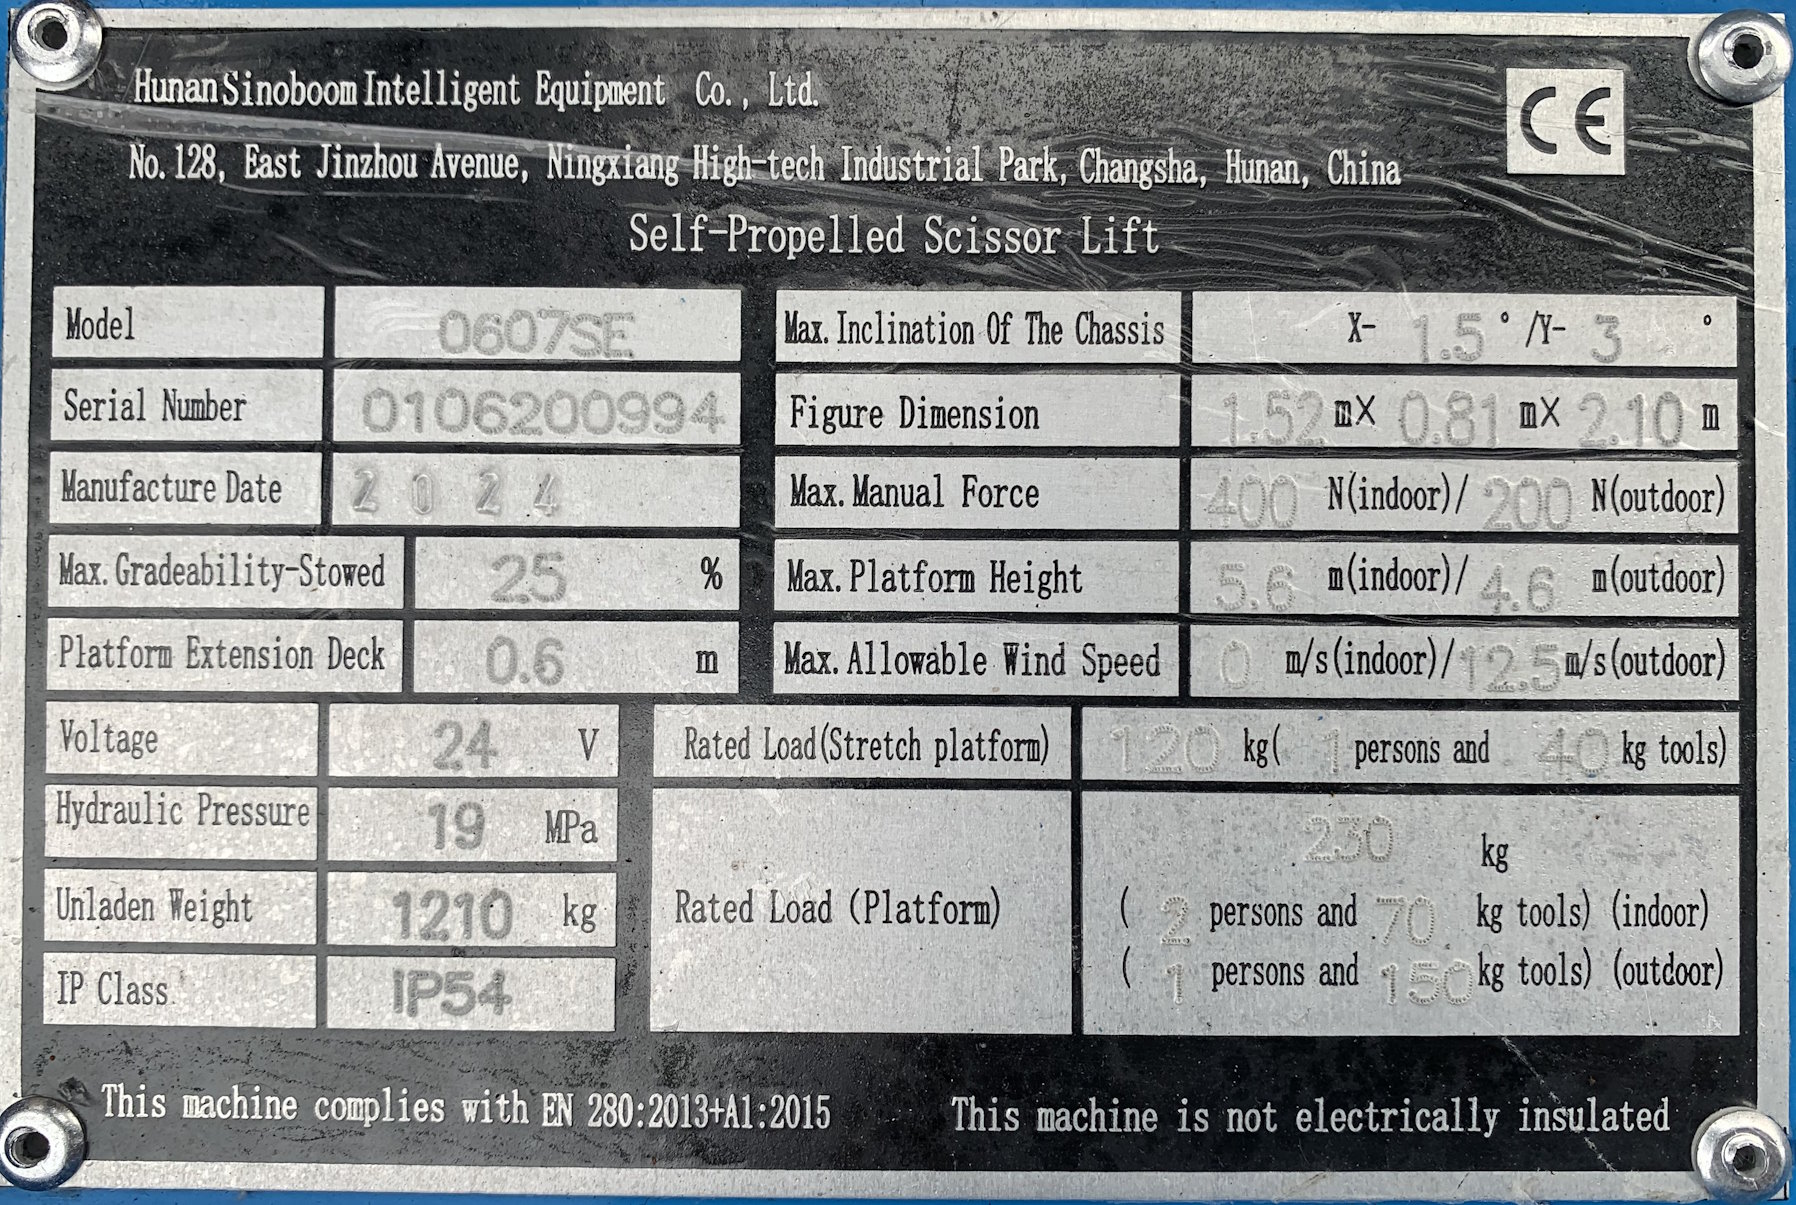 Hunan Sinoboom Intelligent Equipment Co., Ltd.
CE
No. 128, East Jinzhou Avenue, Ningxiang High-tech Industrial Park, Changsha, Hunan, China
Self-Propelled Scissor Lift
Model 0607SE
Serial Number 0106200994
Manufacture Date 2024
Max. Gradeability-Stowed 25 %
Platform Extension Deck 0.6 m
Max. Inclination Of The Chassis X- 1.5 ° /Y- 3 °
Figure Dimension 1.52 mX 0.81 mX 2.10 m
Max. Manual Force 400 N(indoor)/ 200 N(outdoor)
Max. Platform Height 5.6 m(indoor)/ 4.6 m(outdoor)
Max. Allowable Wind Speed 0 m/s(indoor)/ 12.5 m/s(outdoor)
Voltage 24 V
Hydraulic Pressure 19 MPa
Unladen Weight 1210 kg
IP Class IP54
Rated Load(Stretch platform) 120 kg( 1 persons and 40 kg tools)
Rated Load (Platform) 230 kg
( 2 persons and 70 kg tools) (indoor)
( 1 persons and 150 kg tools) (outdoor)
This machine complies with EN 280:2013+A1:2015
This machine is not electrically insulated